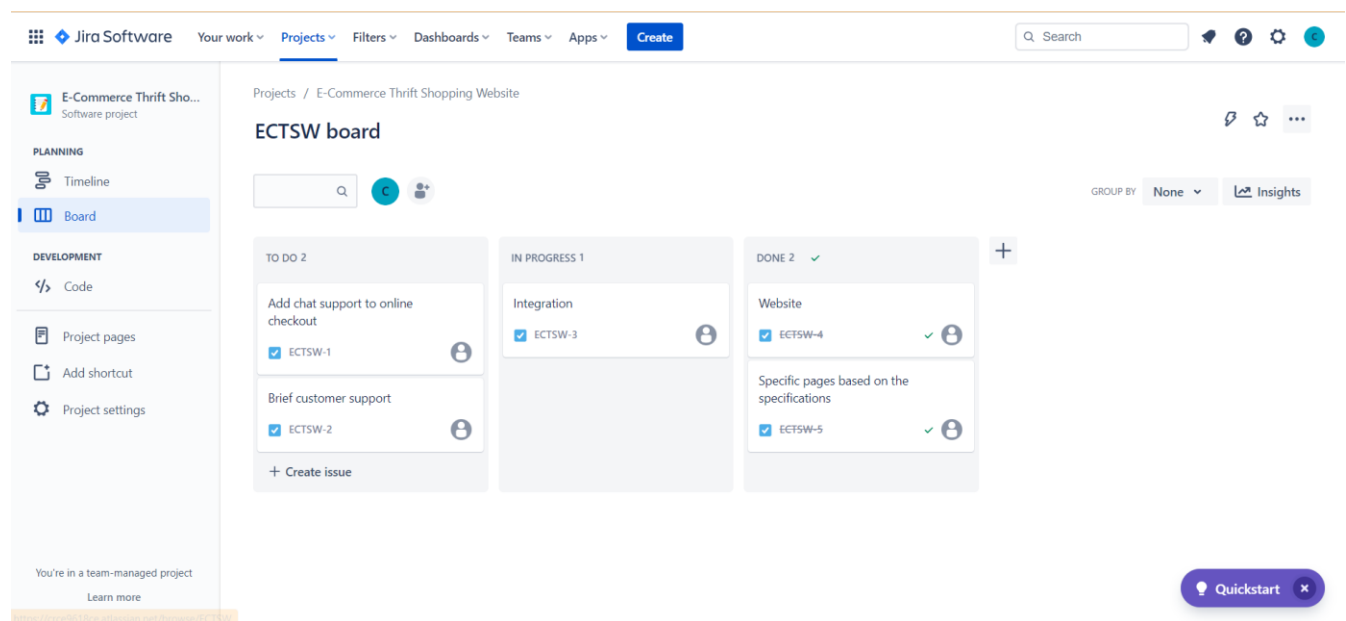 Jira Software Your work Projects Filters Dashboards Teams Apps Create Search C
E-Commerce Thrift Sho...
Software project
PLANNING
Timeline
Board
DEVELOPMENT
Code
Project pages
Add shortcut
Project settings
You're in a team-managed project
Learn more
Projects / E-Commerce Thrift Shopping Website
ECTSW board
C
GROUP BY None Insights
TO DO 2
Add chat support to online
checkout
ECTSW-1
Brief customer support
ECTSW-2
+ Create issue
IN PROGRESS 1
Integration
ECTSW-3
DONE 2
Website
ECTSW-4
Specific pages based on the
specifications
ECTSW-5
Quickstart